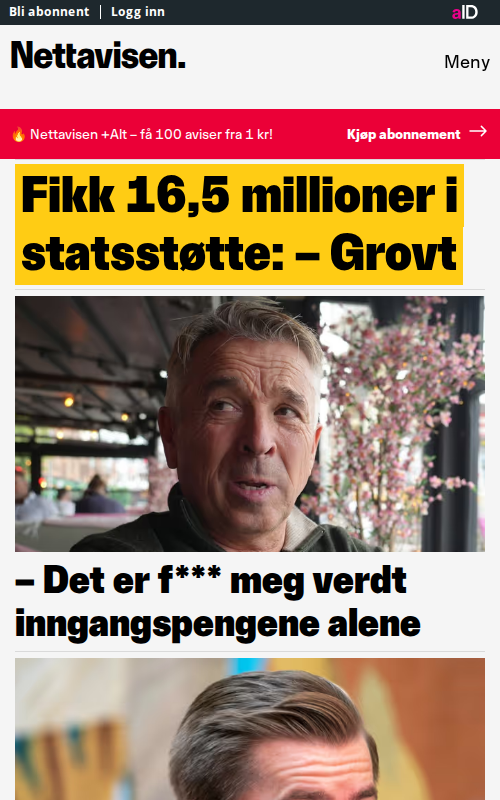 Bli abonnent | Logg inn
aID
Nettavisen.
Meny
🔥 Nettavisen +Alt – få 100 aviser fra 1 kr!
Kjøp abonnement →
Fikk 16,5 millioner i
statsstøtte: – Grovt
– Det er f*** meg verdt
inngangspengene alene